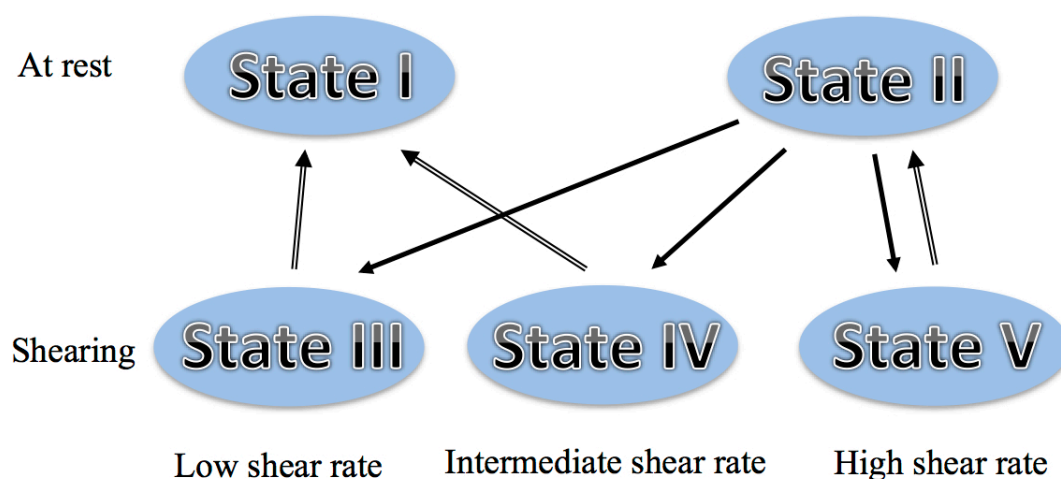 At rest
State I
State II
Shearing
State III
State IV
State V
Low shear rate
Intermediate shear rate
High shear rate